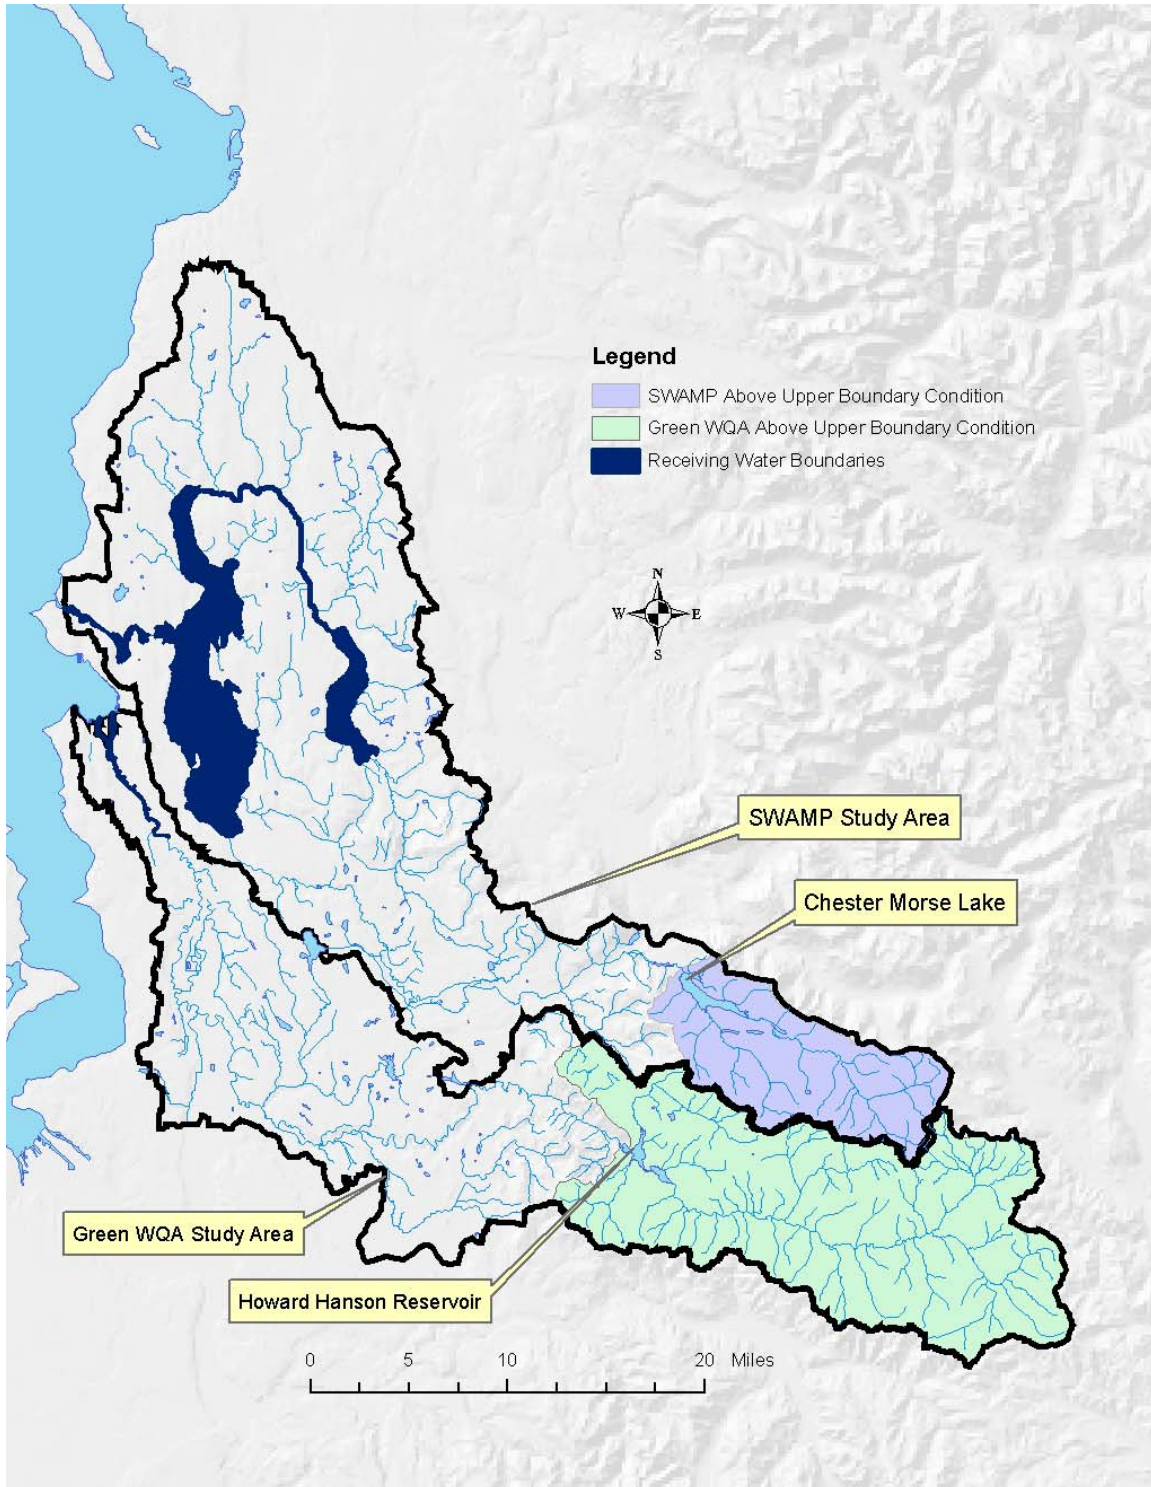 Legend
SWAMP Above Upper Boundary Condition
Green WQA Above Upper Boundary Condition
Receiving Water Boundaries
N
W E
S
SWAMP Study Area
Chester Morse Lake
Green WQA Study Area
Howard Hanson Reservoir
0 5 10 20 Miles